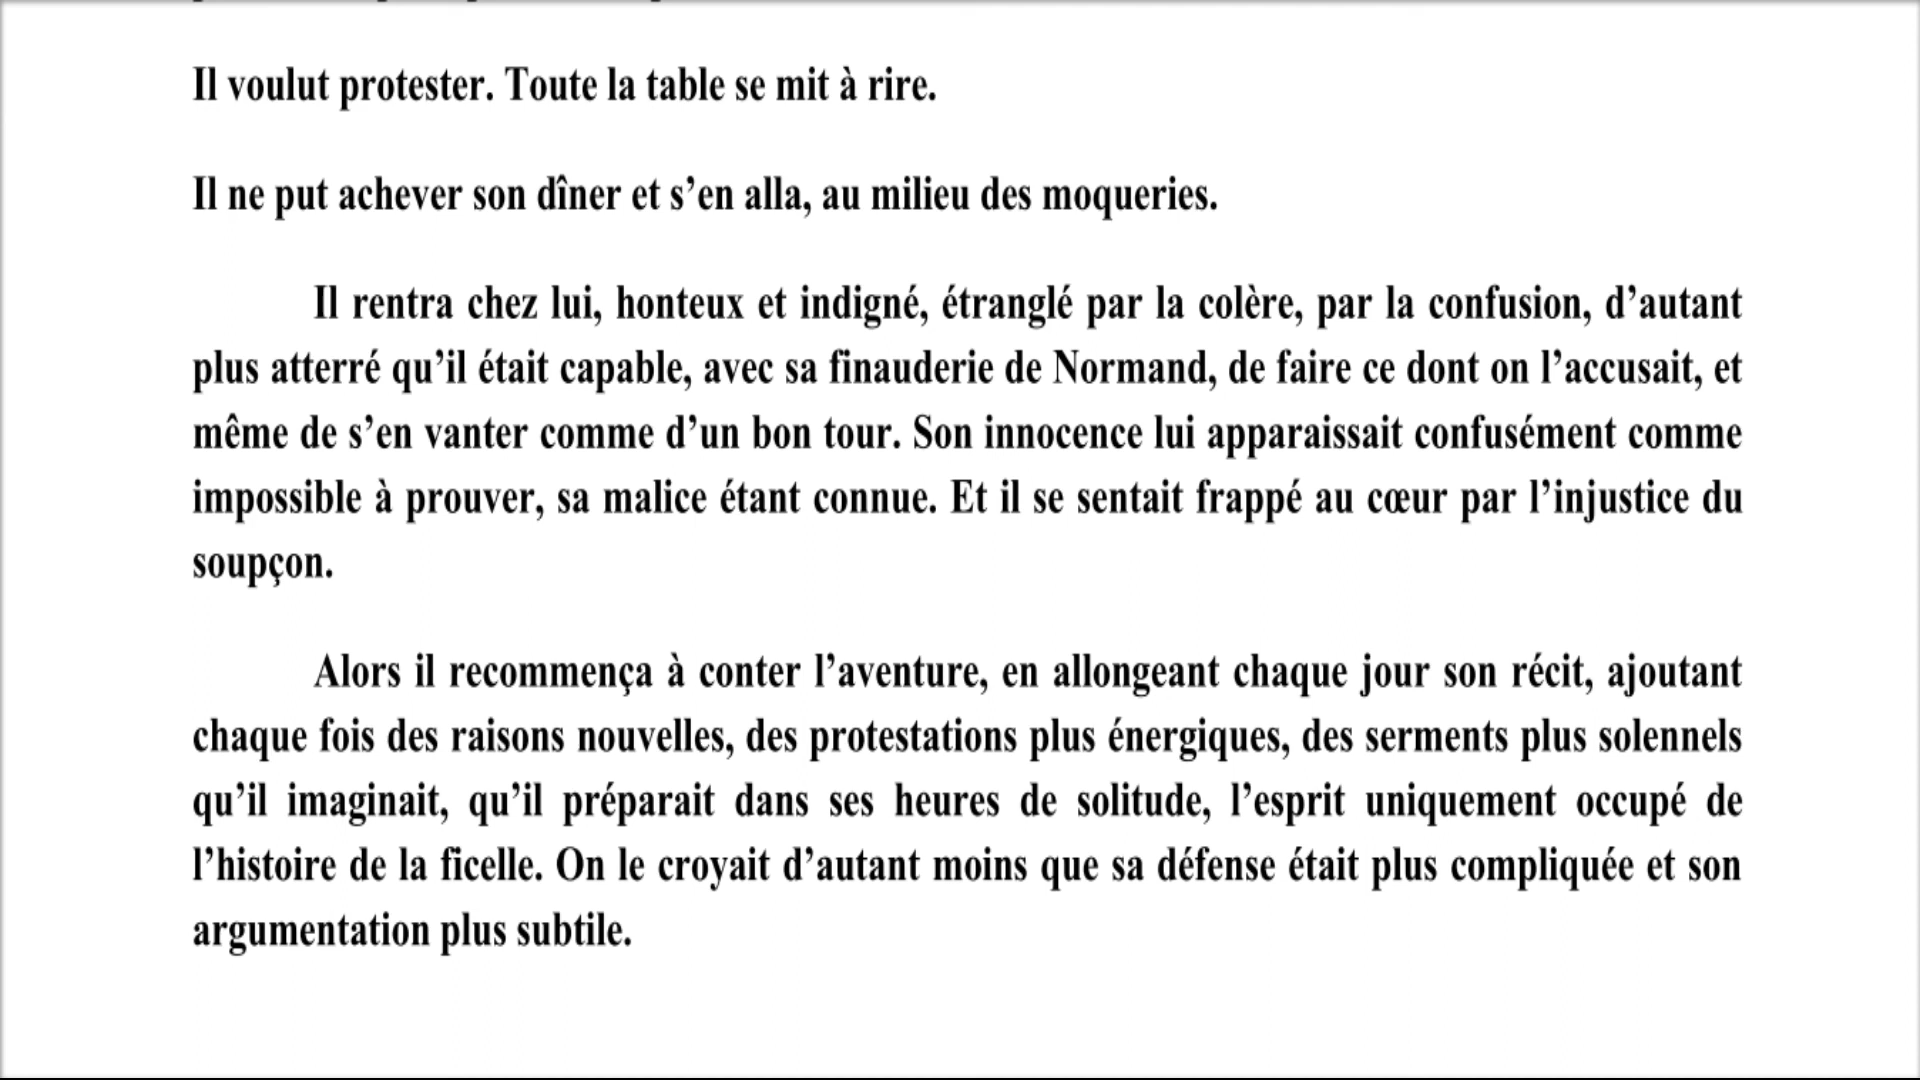 Il voulut protester. Toute la table se mit à rire.
Il ne put achever son dîner et s’en alla, au milieu des moqueries.
Il rentra chez lui, honteux et indigné, étranglé par la colère, par la confusion, d’autant
plus atterré qu’il était capable, avec sa finauderie de Normand, de faire ce dont on l’accusait, et
même de s’en vanter comme d’un bon tour. Son innocence lui apparaissait confusément comme
impossible à prouver, sa malice étant connue. Et il se sentait frappé au cœur par l’injustice du
soupçon.
Alors il recommença à conter l’aventure, en allongeant chaque jour son récit, ajoutant
chaque fois des raisons nouvelles, des protestations plus énergiques, des serments plus solennels
qu’il imaginait, qu’il préparait dans ses heures de solitude, l’esprit uniquement occupé de
l’histoire de la ficelle. On le croyait d’autant moins que sa défense était plus compliquée et son
argumentation plus subtile.